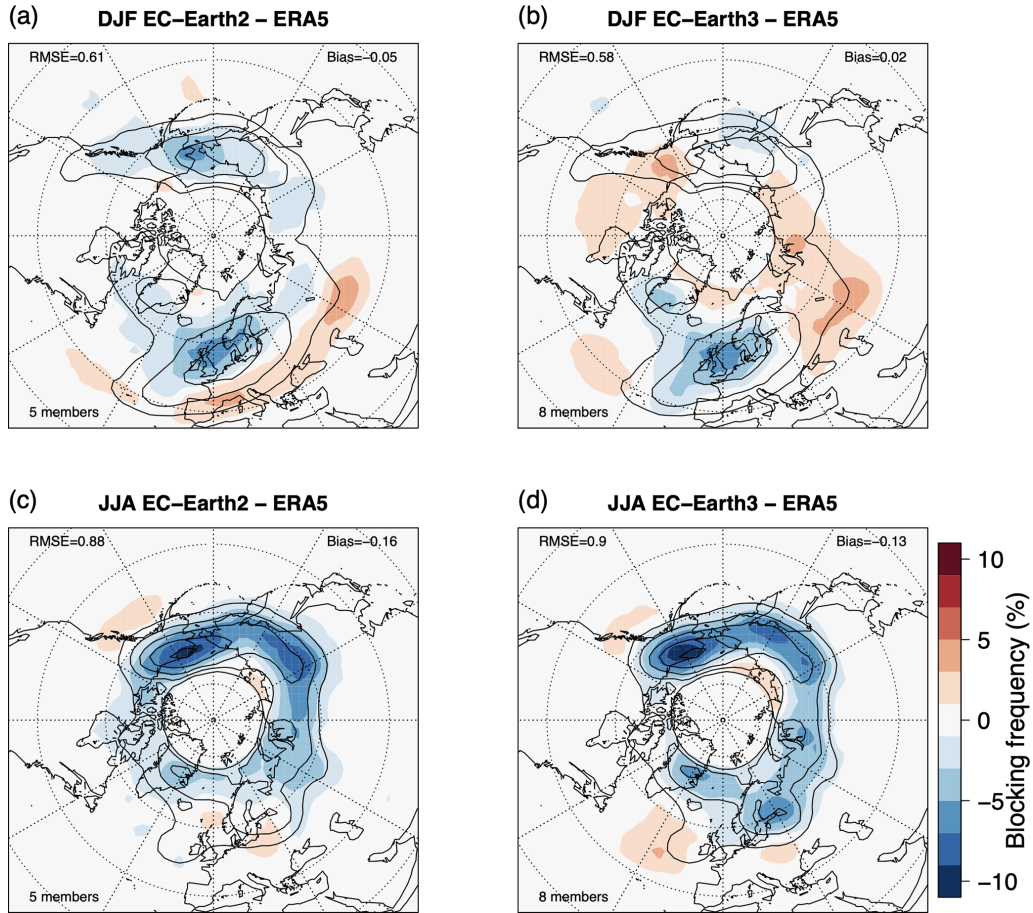 (a) DJF EC–Earth2 – ERA5
RMSE=0.61 Bias=−0.05
5 members
(b) DJF EC–Earth3 – ERA5
RMSE=0.58 Bias=0.02
8 members
(c) JJA EC–Earth2 – ERA5
RMSE=0.88 Bias=−0.16
5 members
(d) JJA EC–Earth3 – ERA5
RMSE=0.9 Bias=−0.13
8 members
10
5
0
−5
−10
Blocking frequency (%)